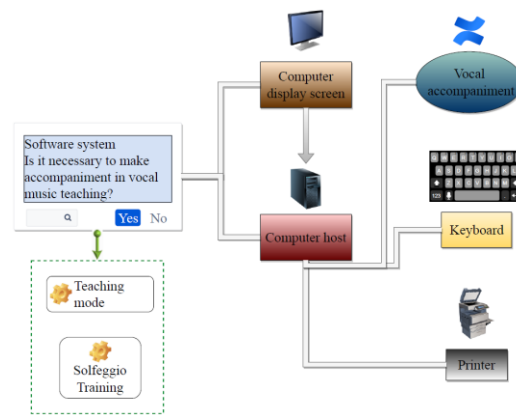 Computer
display screen
Vocal
accompaniment
Software system
Is it necessary to make
accompaniment in vocal
music teaching?
Yes No
Computer host
Keyboard
Teaching
mode
Solfeggio
Training
Printer